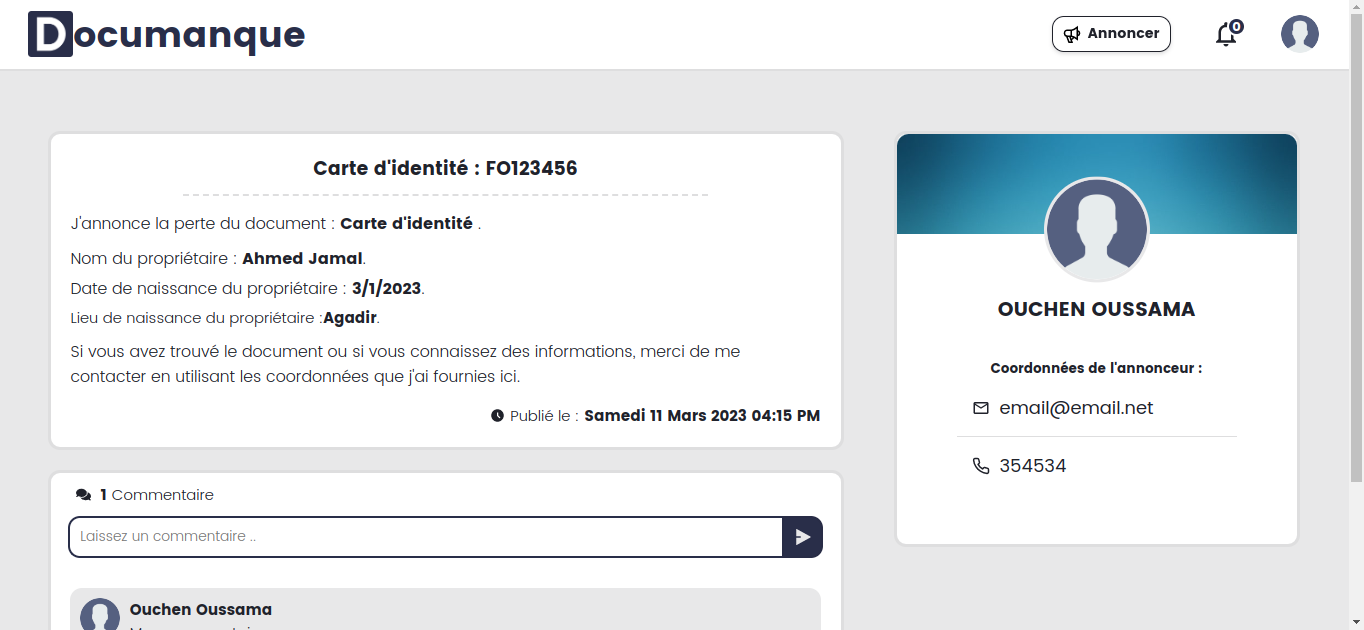 Documanque
Annoncer
0
Carte d'identité : FO123456
J'annonce la perte du document : Carte d'identité .
Nom du propriétaire : Ahmed Jamal.
Date de naissance du propriétaire : 3/1/2023.
Lieu de naissance du propriétaire :Agadir.
Si vous avez trouvé le document ou si vous connaissez des informations, merci de me
contacter en utilisant les coordonnées que j'ai fournies ici.
Publié le : Samedi 11 Mars 2023 04:15 PM
1 Commentaire
Laissez un commentaire ..
Ouchen Oussama
OUCHEN OUSSAMA
Coordonnées de l'annonceur :
email@email.net
354534